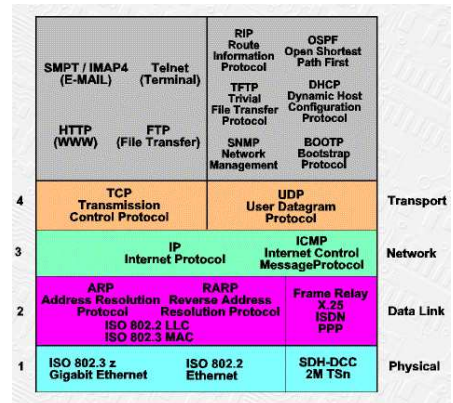 SMPT / IMAP4
(E-MAIL)
Telnet
(Terminal)
HTTP
(WWW)
FTP
(File Transfer)
RIP
Route
Information
Protocol
OSPF
Open Shortest
Path First
TFTP
Trivial
File Transfer
Protocol
DHCP
Dynamic Host
Configuration
Protocol
SNMP
Network
Management
BOOTP
Bootstrap
Protocol
4
TCP
Transmission
Control Protocol
UDP
User Datagram
Protocol
Transport
3
IP
Internet Protocol
ICMP
Internet Control
MessageProtocol
Network
2
ARP
Address Resolution
Protocol
RARP
Reverse Address
Resolution Protocol
ISO 802.2 LLC
ISO 802.3 MAC
Frame Relay
X.25
ISDN
PPP
Data Link
1
ISO 802.3 z
Gigabit Ethernet
ISO 802.2
Ethernet
SDH-DCC
2M TSn
Physical